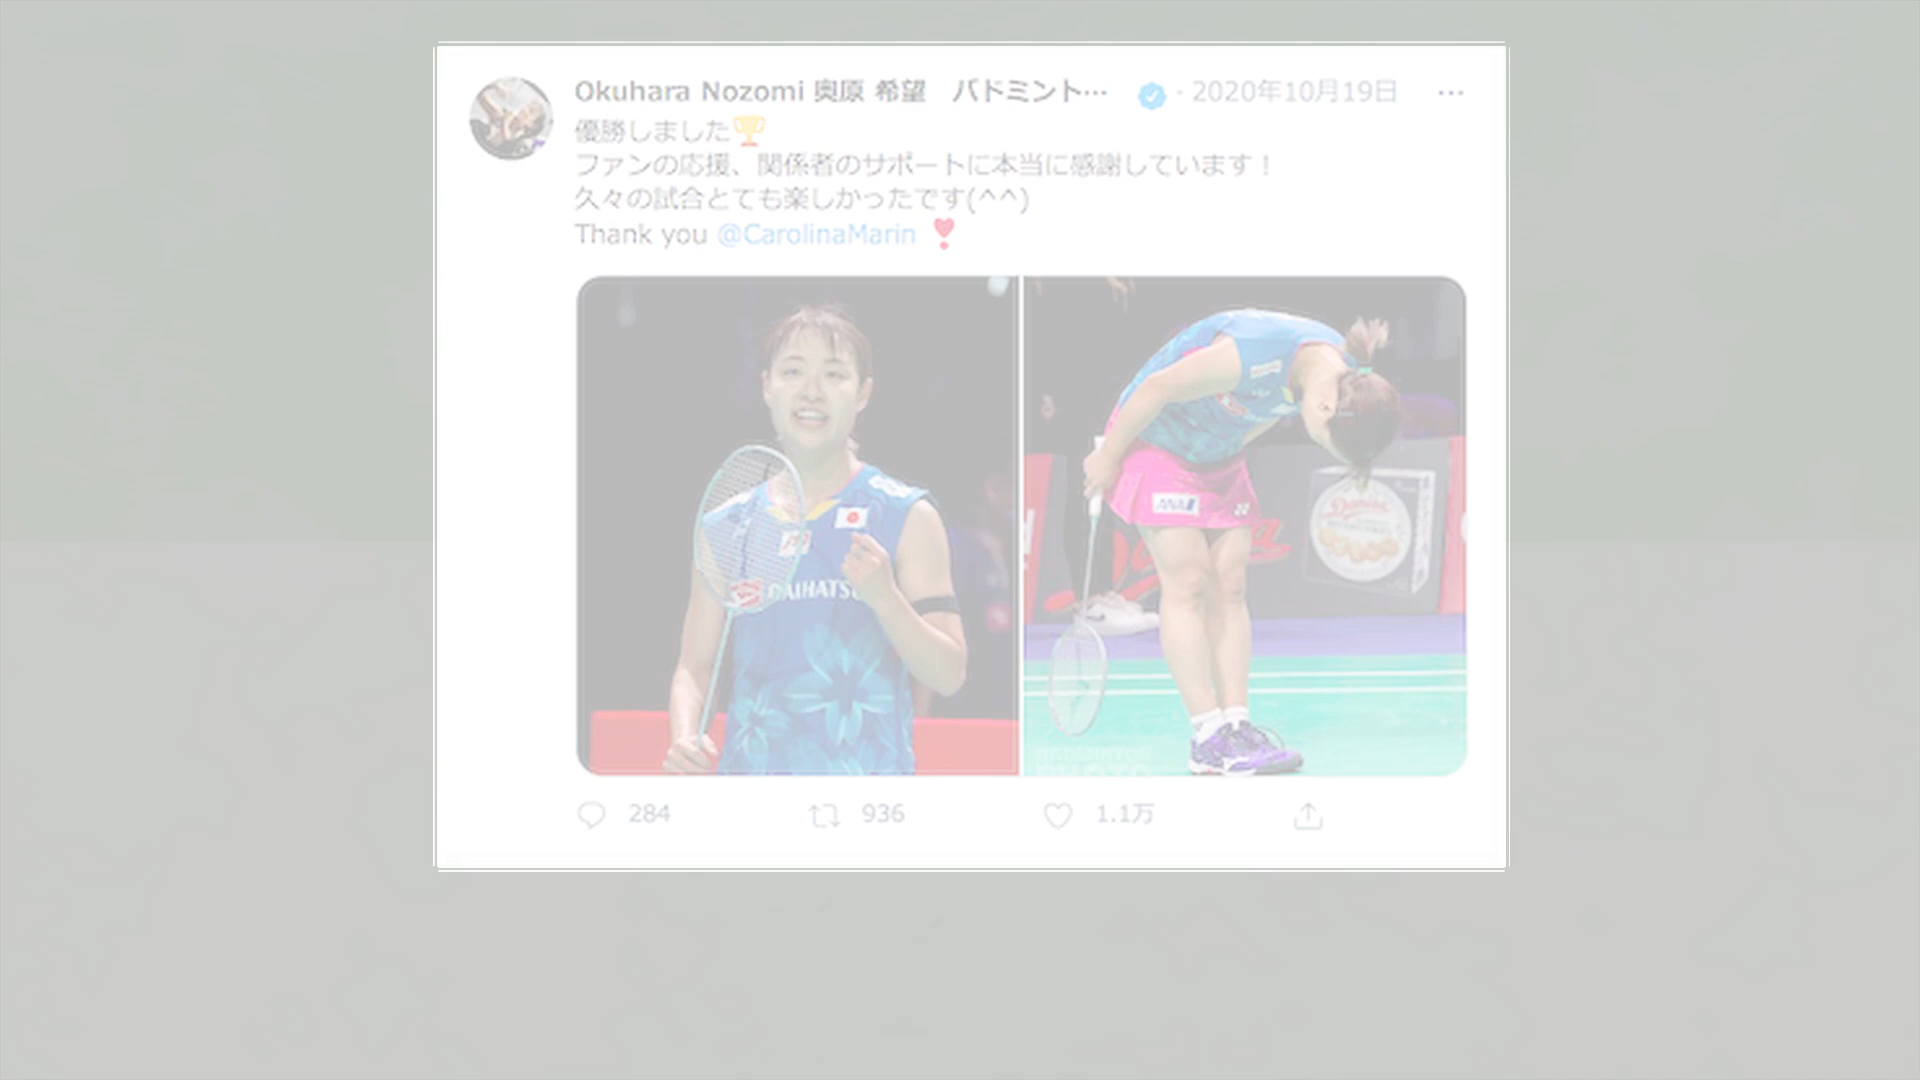 Okuhara Nozomi 奥原 希望　バドミント… · 2020年10月19日 …
優勝しました🏆
ファンの応援、関係者のサポートに本当に感謝しています！
久々の試合とても楽しかったです(^^)
Thank you @CarolinaMarin ❣
DAIHATSU
ANA
Danisa
284 936 1.1万